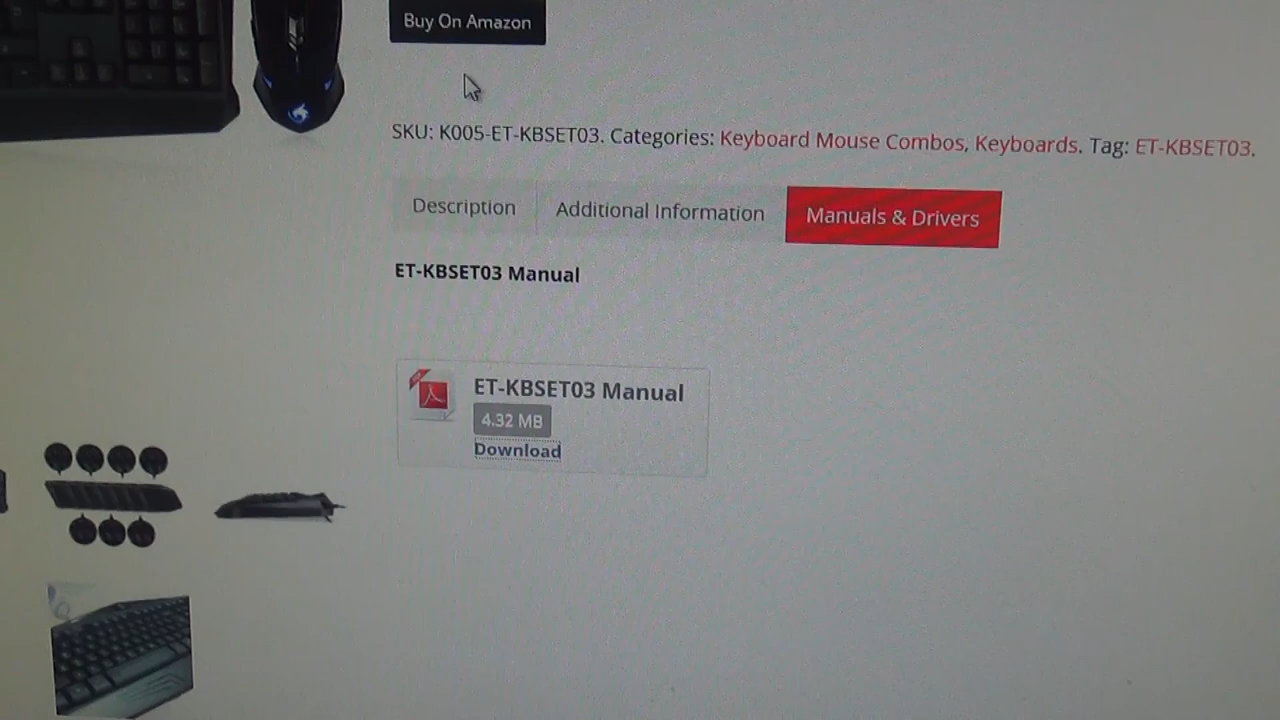 Buy On Amazon
SKU: K005-ET-KBSET03. Categories: Keyboard Mouse Combos, Keyboards. Tag: ET-KBSET03.
Description Additional Information Manuals & Drivers
ET-KBSET03 Manual
ET-KBSET03 Manual
4.32 MB
Download